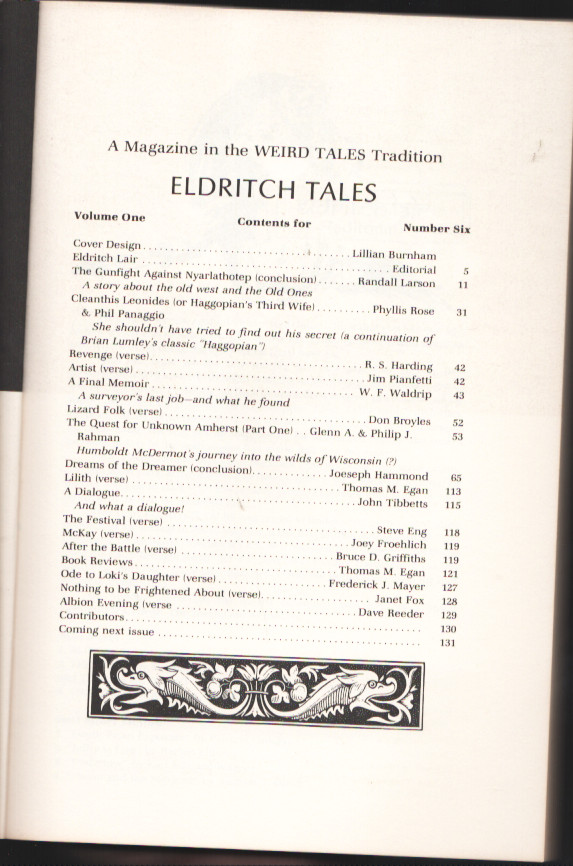 A Magazine in the WEIRD TALES Tradition
ELDRITCH TALES
Volume One Contents for Number Six
Cover Design. . . . . . . . . . . . . . . . . . . . Lillian Burnham
Eldritch Lair . . . . . . . . . . . . . . . . . . . . Editorial 5
The Gunfight Against Nyarlathotep (conclusion) . . . . . . . Randall Larson 11
A story about the old west and the Old Ones
Cleanthis Leonides (or Haggopian's Third Wife) . . . . . . . . . . Phyllis Rose 31
& Phil Panaggio
She shouldn't have tried to find out his secret (a continuation of
Brian Lumley's classic "Haggopian")
Revenge (verse). . . . . . . . . . . . . . . . . . . . R. S. Harding 42
Artist (verse) . . . . . . . . . . . . . . . . . . . . Jim Pianfetti 42
A Final Memoir . . . . . . . . . . . . . . . . . . . . W. F. Waldrip 43
A surveyor's last job—and what he found
Lizard Folk (verse) . . . . . . . . . . . . . . . . . . . . Don Broyles 52
The Quest for Unknown Amherst (Part One) . . Glenn A. & Philip J. 53
Rahman
Humboldt McDermot's journey into the wilds of Wisconsin (?)
Dreams of the Dreamer (conclusion). . . . . . . . . . . . . Joeseph Hammond 65
Lilith (verse) . . . . . . . . . . . . . . . . . . . . Thomas M. Egan 113
A Dialogue. . . . . . . . . . . . . . . . . . . . John Tibbetts 115
And what a dialogue!
The Festival (verse) . . . . . . . . . . . . . . . . . . . . Steve Eng 118
McKay (verse) . . . . . . . . . . . . . . . . . . . . Joey Froehlich 119
After the Battle (verse) . . . . . . . . . . . . . . . . . . . . Bruce D. Griffiths 119
Book Reviews . . . . . . . . . . . . . . . . . . . . Thomas M. Egan 121
Ode to Loki's Daughter (verse) . . . . . . . . . . . . . . . . Frederick J. Mayer 127
Nothing to be Frightened About (verse). . . . . . . . . . . . . . . . Janet Fox 128
Albion Evening (verse . . . . . . . . . . . . . . . . . . . . Dave Reeder 129
Contributors. . . . . . . . . . . . . . . . . . . . 130
Coming next issue . . . . . . . . . . . . . . . . . . . . 131